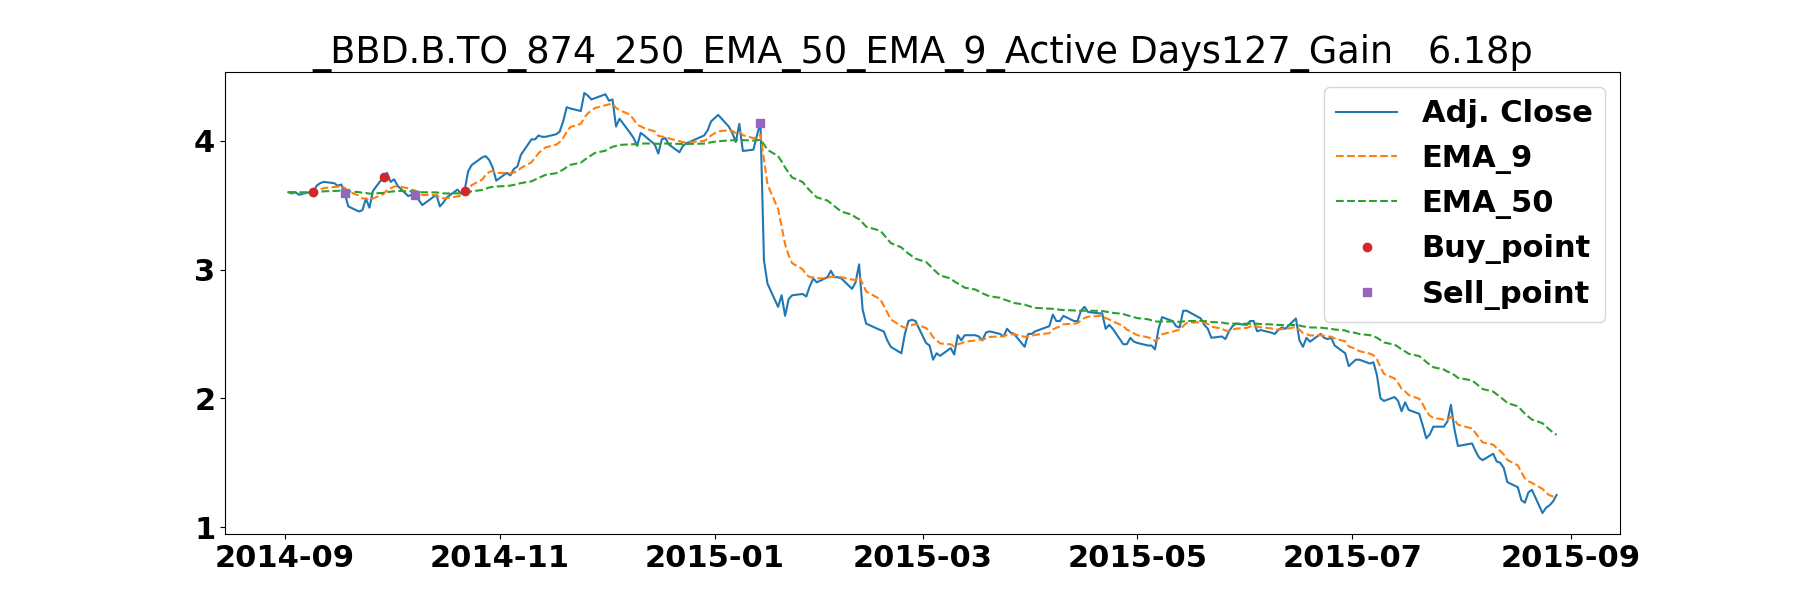 _BBD.B.TO_874_250_EMA_50_EMA_9_Active Days127_Gain   6.18p
Adj. Close
EMA_9
EMA_50
Buy_point
Sell_point
4
3
2
1
2014-09 2014-11 2015-01 2015-03 2015-05 2015-07 2015-09